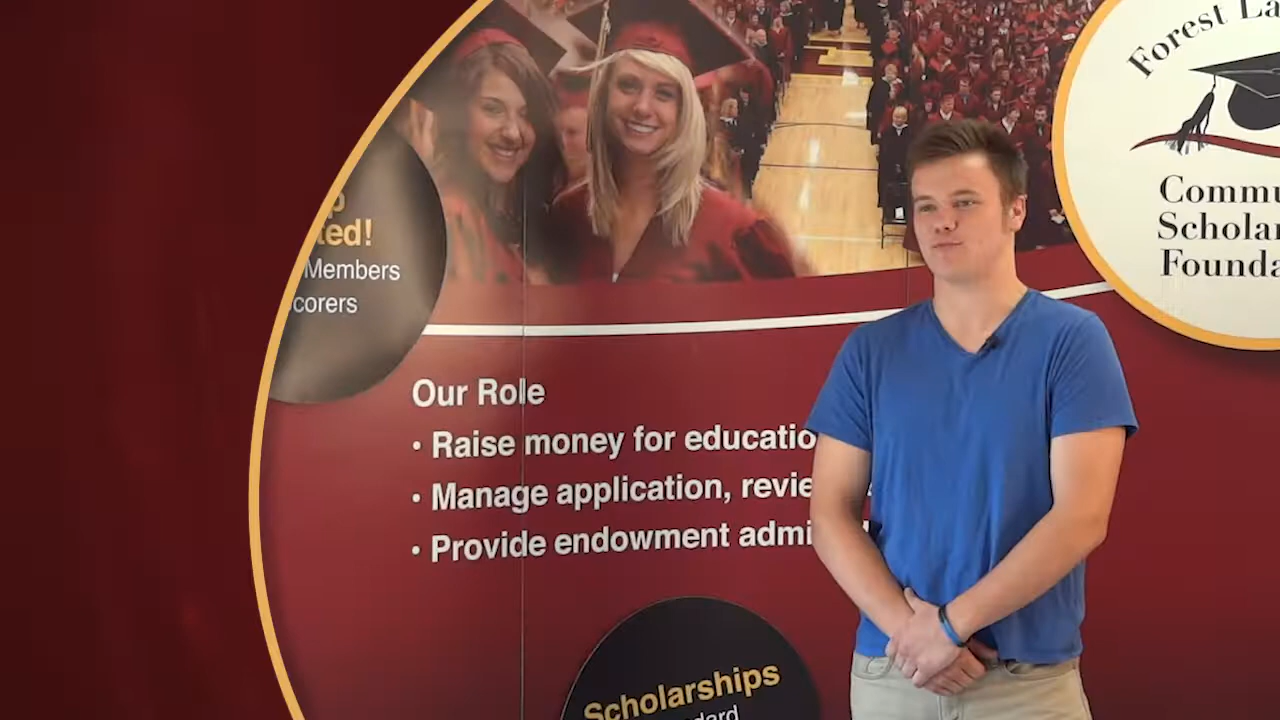 Forest La
Commu
Scholar
Founda
p
ted!
Members
corers
Our Role
• Raise money for educatio
• Manage application, revie
• Provide endowment admi
Scholarships
dard